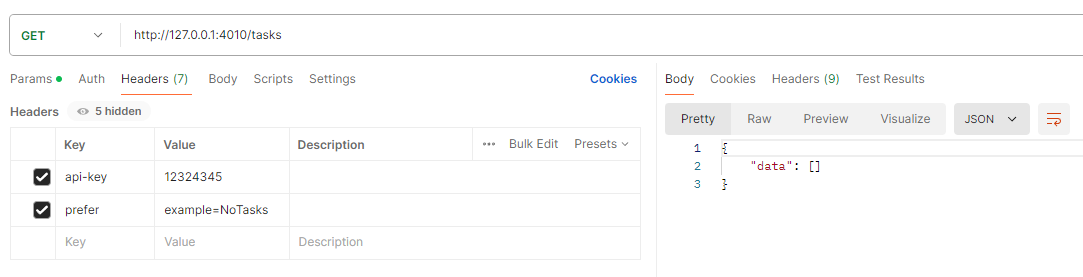 GET http://127.0.0.1:4010/tasks
Params Auth Headers (7) Body Scripts Settings Cookies
Headers 5 hidden
Key Value Description ••• Bulk Edit Presets
api-key 12324345
prefer example=NoTasks
Key Value Description
Body Cookies Headers (9) Test Results
Pretty Raw Preview Visualize JSON
1 {
2 "data": []
3 }